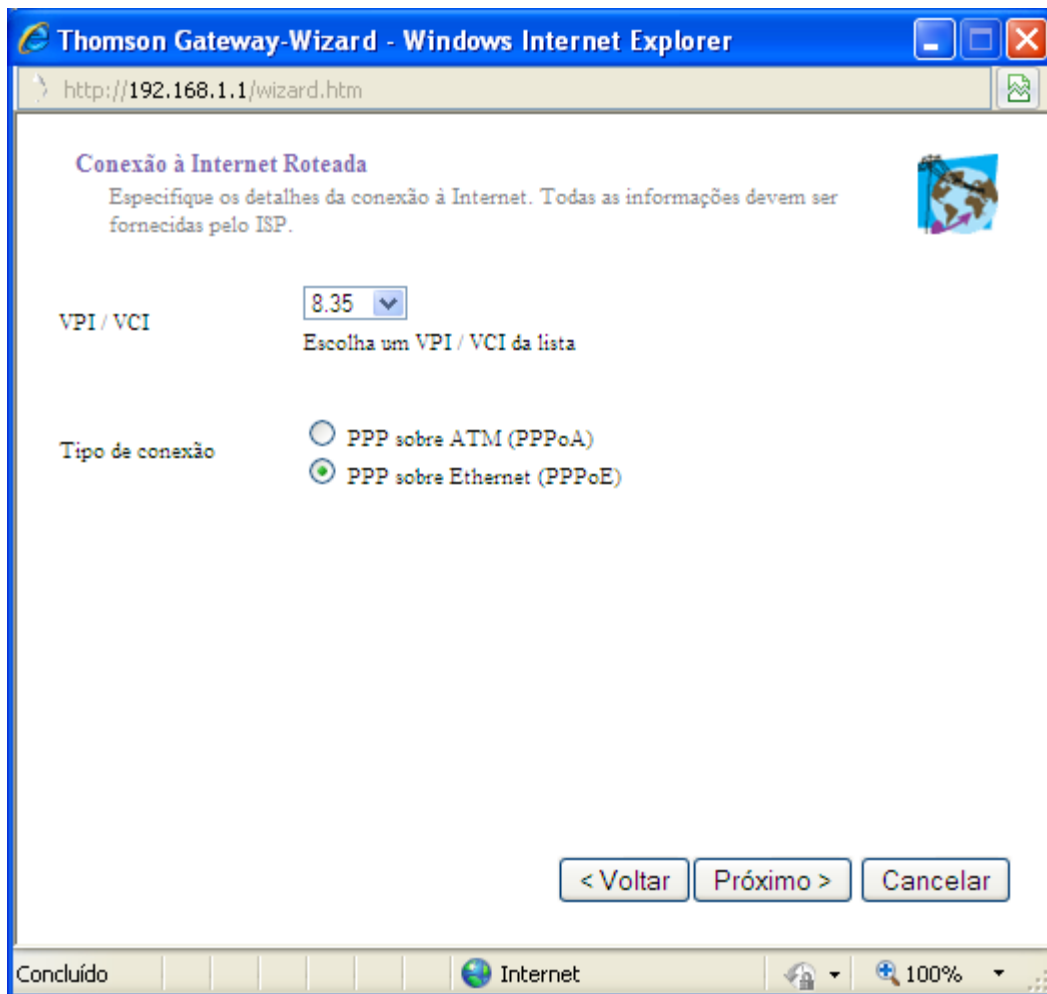 Thomson Gateway-Wizard - Windows Internet Explorer
http://192.168.1.1/wizard.htm
Conexão à Internet Roteada
Especifique os detalhes da conexão à Internet. Todas as informações devem ser
fornecidas pelo ISP.
VPI / VCI
8.35
Escolha um VPI / VCI da lista
Tipo de conexão
PPP sobre ATM (PPPoA)
PPP sobre Ethernet (PPPoE)
< Voltar Próximo > Cancelar
Concluído Internet 100%